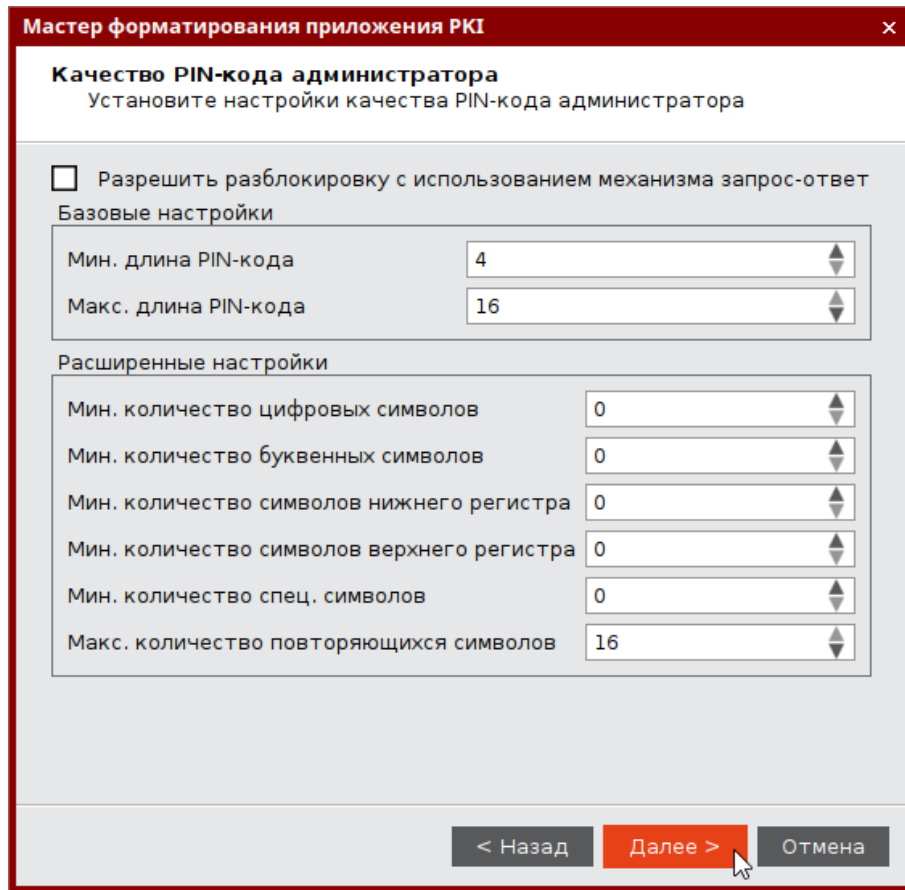 Мастер форматирования приложения PKI ×
Качество PIN-кода администратора
Установите настройки качества PIN-кода администратора
Разрешить разблокировку с использованием механизма запрос-ответ
Базовые настройки
Мин. длина PIN-кода 4
Макс. длина PIN-кода 16
Расширенные настройки
Мин. количество цифровых символов 0
Мин. количество буквенных символов 0
Мин. количество символов нижнего регистра 0
Мин. количество символов верхнего регистра 0
Мин. количество спец. символов 0
Макс. количество повторяющихся символов 16
< Назад Далее > Отмена